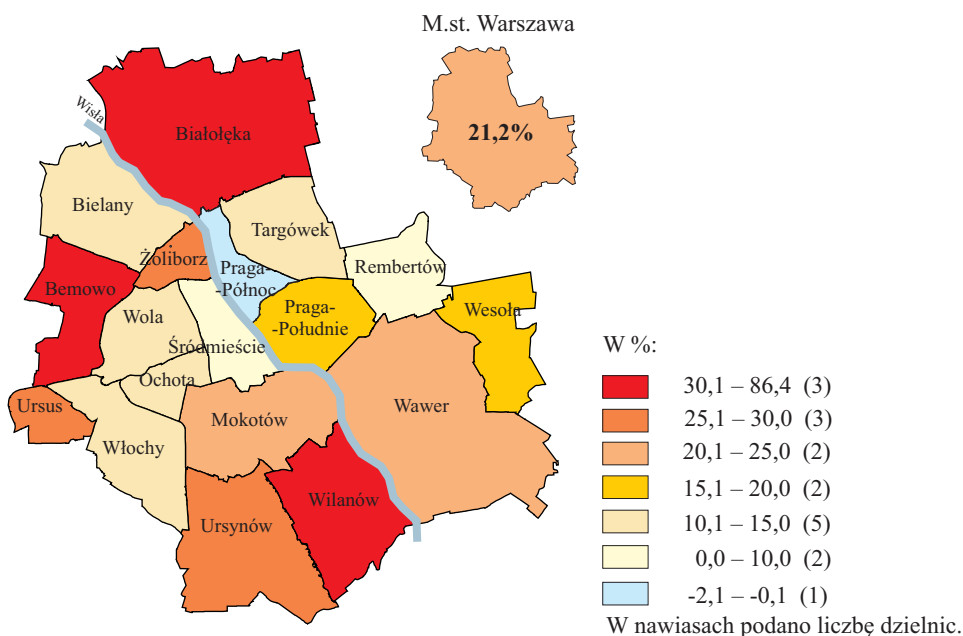 M.st. Warszawa
21,2%
Wisła
Białołęka
Bielany
Targówek
Żoliborz
Rembertów
Praga-
-Północ
Bemowo
Wesoła
Praga-
-Południe
Wola
Śródmieście
Ochota
Ursus
Mokotów
Wawer
Włochy
Wilanów
Ursynów
W %:
30,1 – 86,4 (3)
25,1 – 30,0 (3)
20,1 – 25,0 (2)
15,1 – 20,0 (2)
10,1 – 15,0 (5)
0,0 – 10,0 (2)
-2,1 – -0,1 (1)
W nawiasach podano liczbę dzielnic.